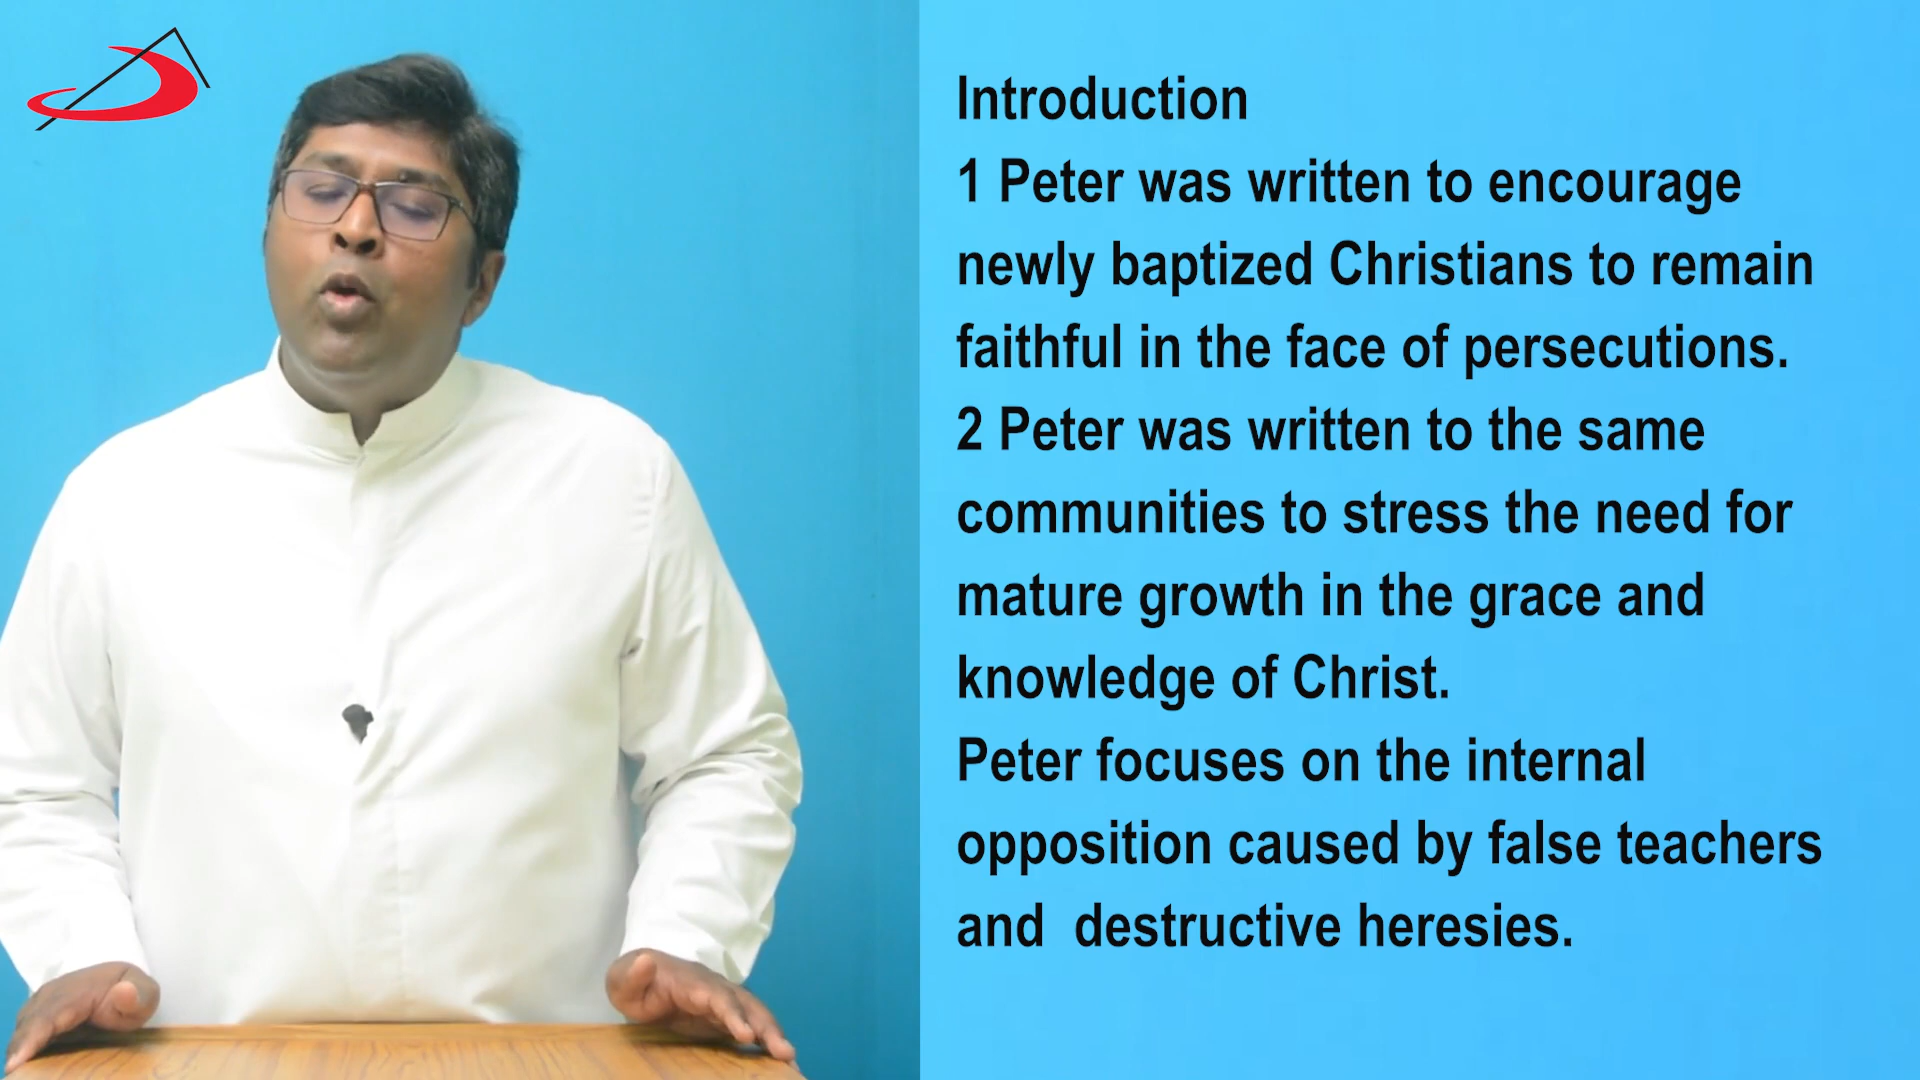 Introduction
1 Peter was written to encourage
newly baptized Christians to remain
faithful in the face of persecutions.
2 Peter was written to the same
communities to stress the need for
mature growth in the grace and
knowledge of Christ.
Peter focuses on the internal
opposition caused by false teachers
and  destructive heresies.